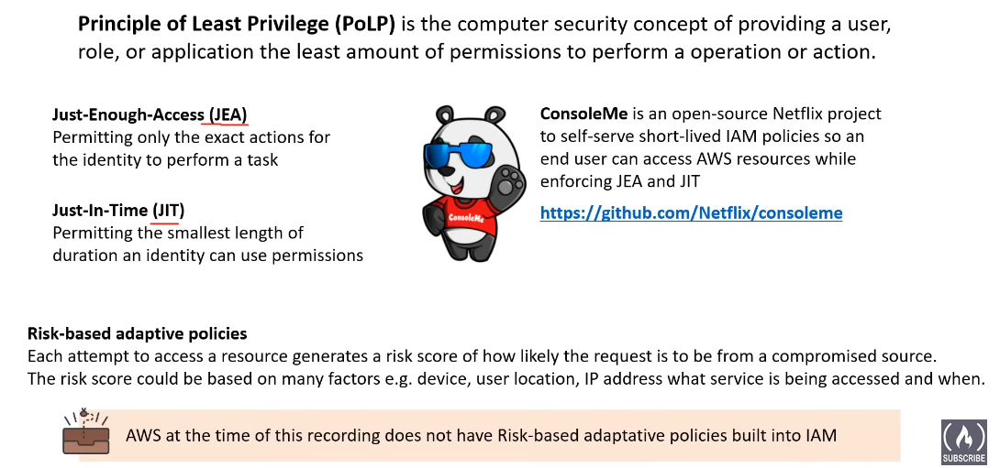 Principle of Least Privilege (PoLP) is the computer security concept of providing a user,
role, or application the least amount of permissions to perform a operation or action.
Just-Enough-Access (JEA)
Permitting only the exact actions for
the identity to perform a task
Just-In-Time (JIT)
Permitting the smallest length of
duration an identity can use permissions
ConsoleMe
ConsoleMe is an open-source Netflix project
to self-serve short-lived IAM policies so an
end user can access AWS resources while
enforcing JEA and JIT
https://github.com/Netflix/consoleme
Risk-based adaptive policies
Each attempt to access a resource generates a risk score of how likely the request is to be from a compromised source.
The risk score could be based on many factors e.g. device, user location, IP address what service is being accessed and when.
AWS at the time of this recording does not have Risk-based adaptative policies built into IAM
SUBSCRIBE